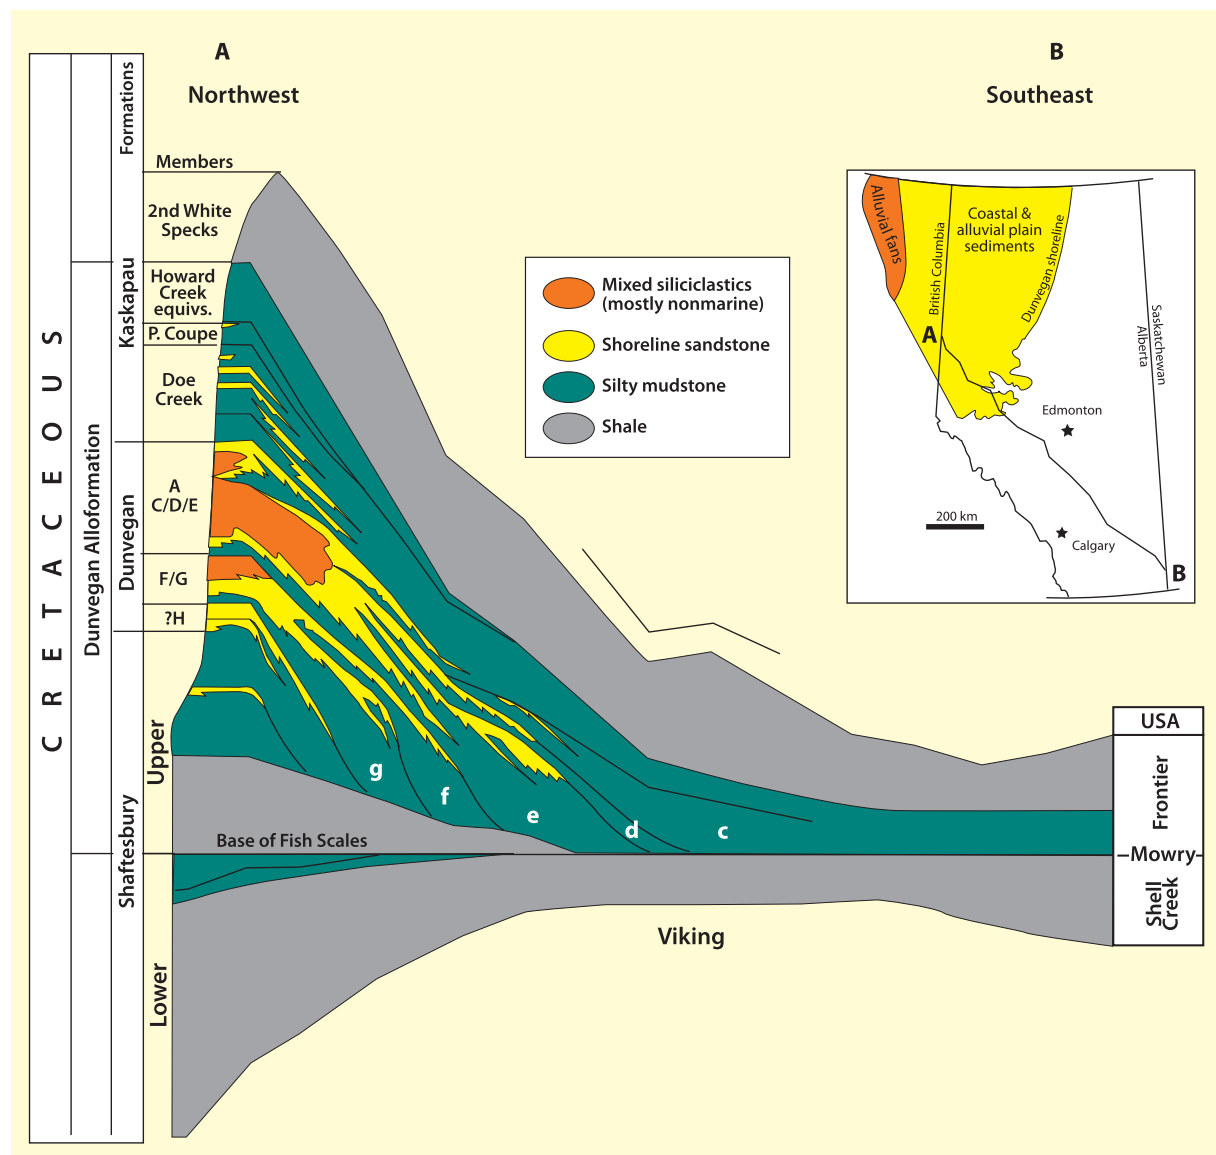 A
B
Northwest
Southeast
Formations
Members
2nd White
Specks
Howard
Creek
equivs.
P. Coupe
Doe
Creek
A
C/D/E
F/G
?H
Kaskapau
Dunvegan
Shaftesbury
Upper
Lower
Dunvegan Alloformation
CRETACEOUS
Mixed siliciclastics
(mostly nonmarine)
Shoreline sandstone
Silty mudstone
Shale
Alluvial fans
British Columbia
Coastal &
alluvial plain
sediments
Dunvegan shoreline
Saskatchewan
Alberta
A
Edmonton
200 km
Calgary
B
g
f
e
d
c
Base of Fish Scales
Viking
USA
Frontier
Mowry
Shell
Creek